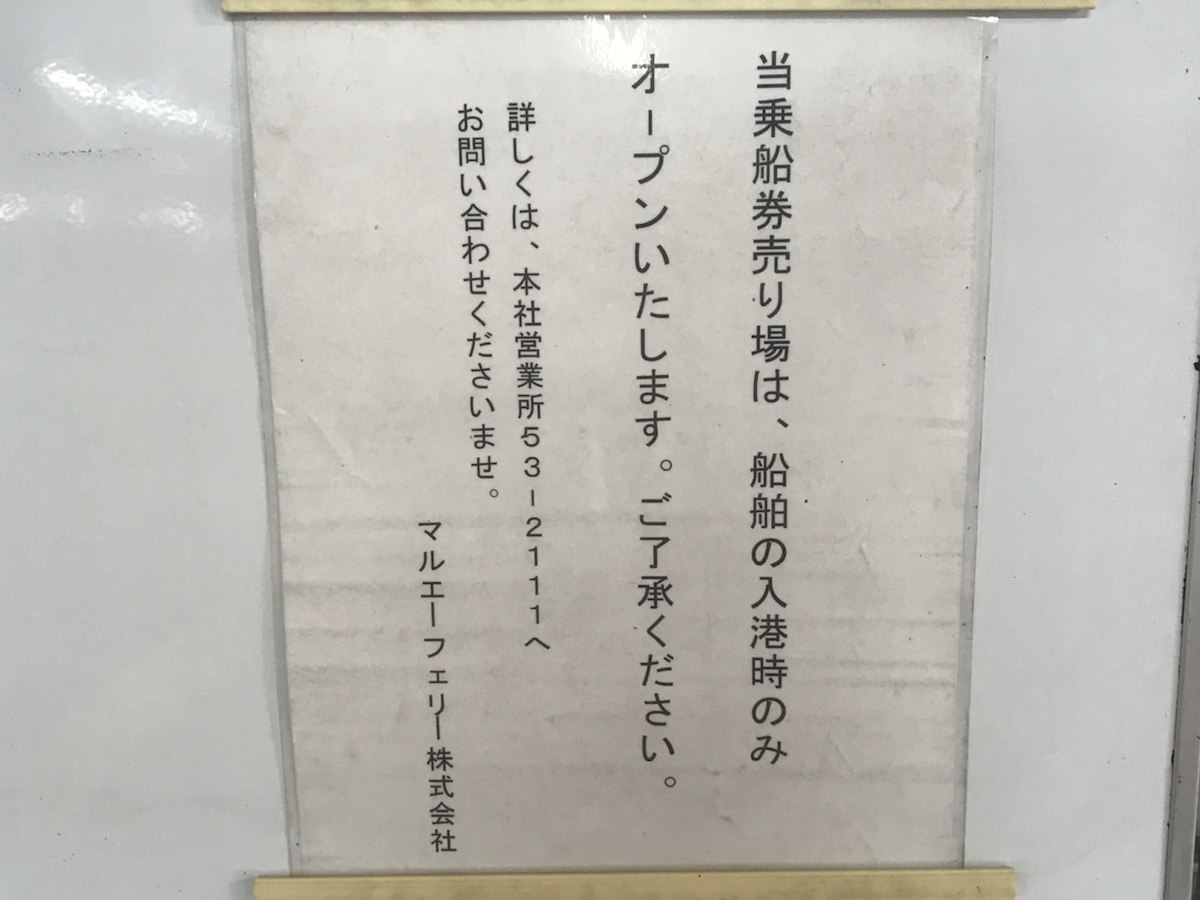 当乗船券売り場は、船舶の入港時のみ
オープンいたします。ご了承ください。
詳しくは、本社営業所５３－２１１１へ
お問い合わせくださいませ。
マルエーフェリー株式会社